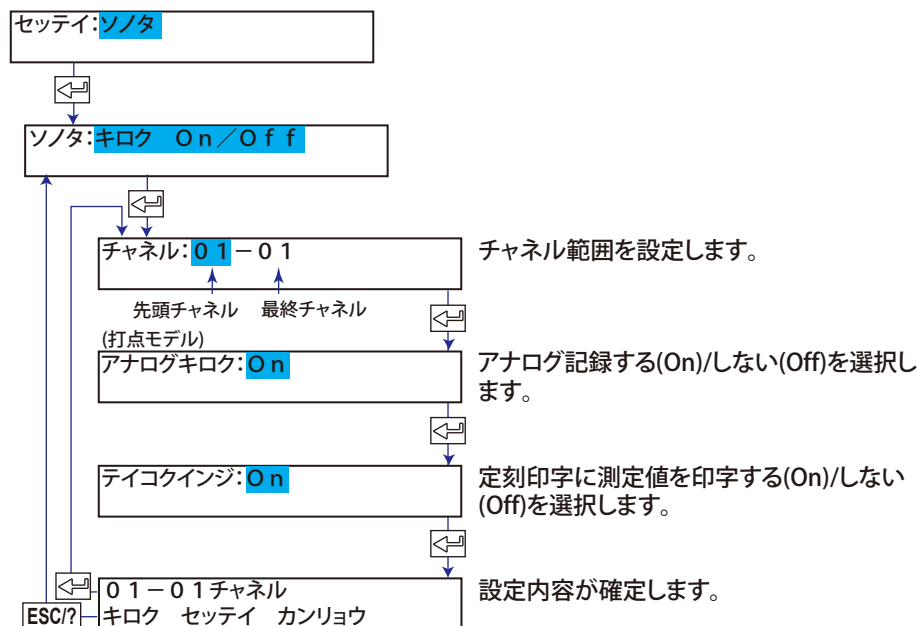 セッテイ:ソノタ
ソノタ:キロク　On／Off
チャネル:01－01
チャネル範囲を設定します。
先頭チャネル　最終チャネル
(打点モデル)
アナログキロク:On
アナログ記録する(On)/しない(Off)を選択し
ます。
テイコクインジ:On
定刻印字に測定値を印字する(On)/しない
(Off)を選択します。
01－01チャネル
設定内容が確定します。
ESC/?
キロク　セッテイ　カンリョウ